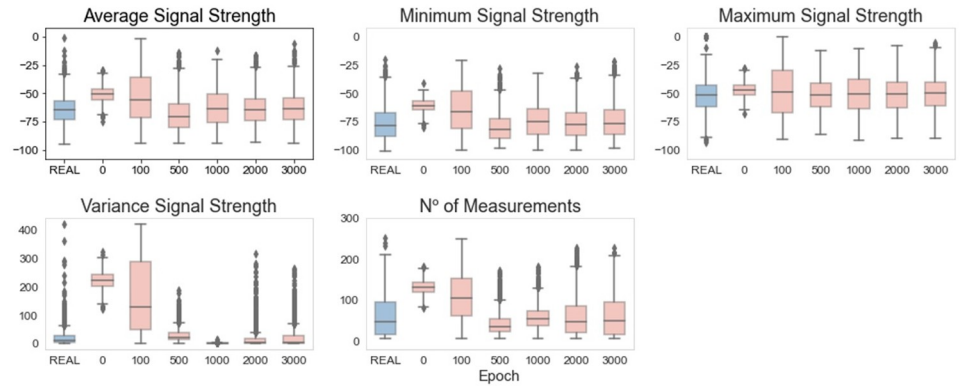 Average Signal Strength
0
−25
−50
−75
−100
REAL 0 100 500 1000 2000 3000
Minimum Signal Strength
0
−25
−50
−75
−100
REAL 0 100 500 1000 2000 3000
Maximum Signal Strength
0
−25
−50
−75
−100
REAL 0 100 500 1000 2000 3000
Variance Signal Strength
400
300
200
100
0
REAL 0 100 500 1000 2000 3000
Nº of Measurements
300
200
100
0
REAL 0 100 500 1000 2000 3000
Epoch